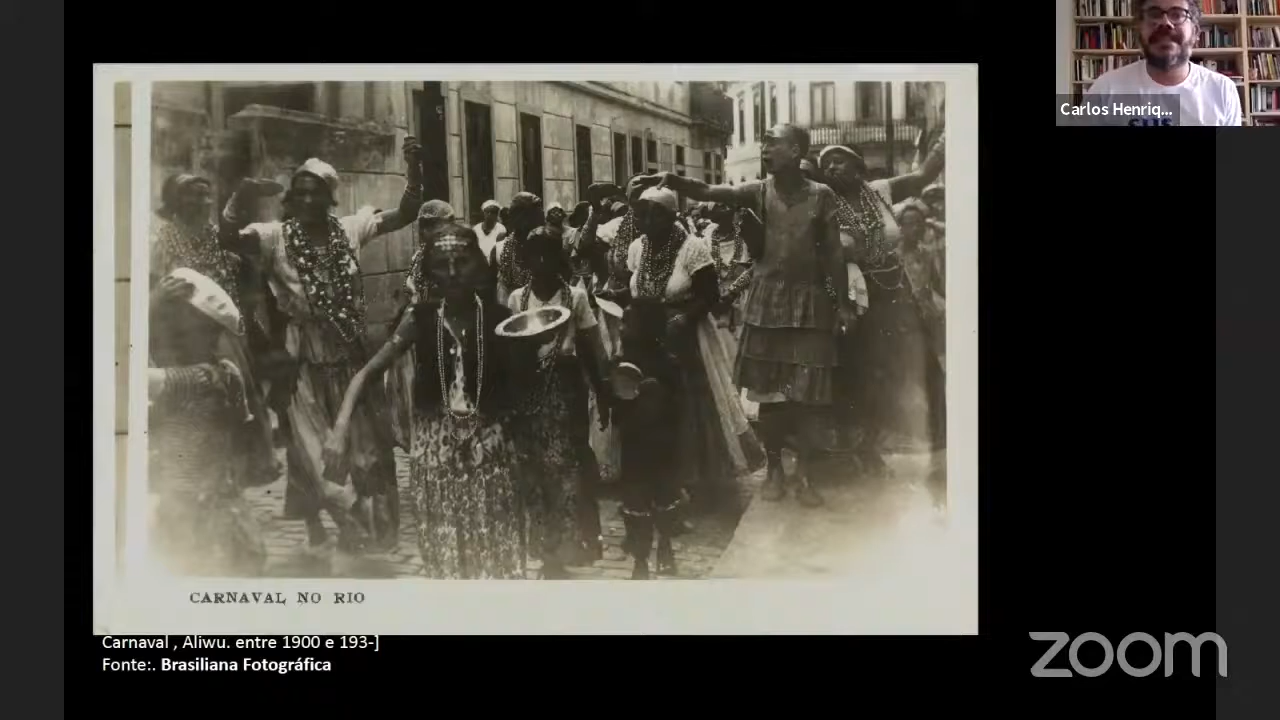 Carlos Henriq...
CARNAVAL NO RIO
Carnaval , Aliwu. entre 1900 e 193-]
Fonte:. Brasiliana Fotográfica
zoom